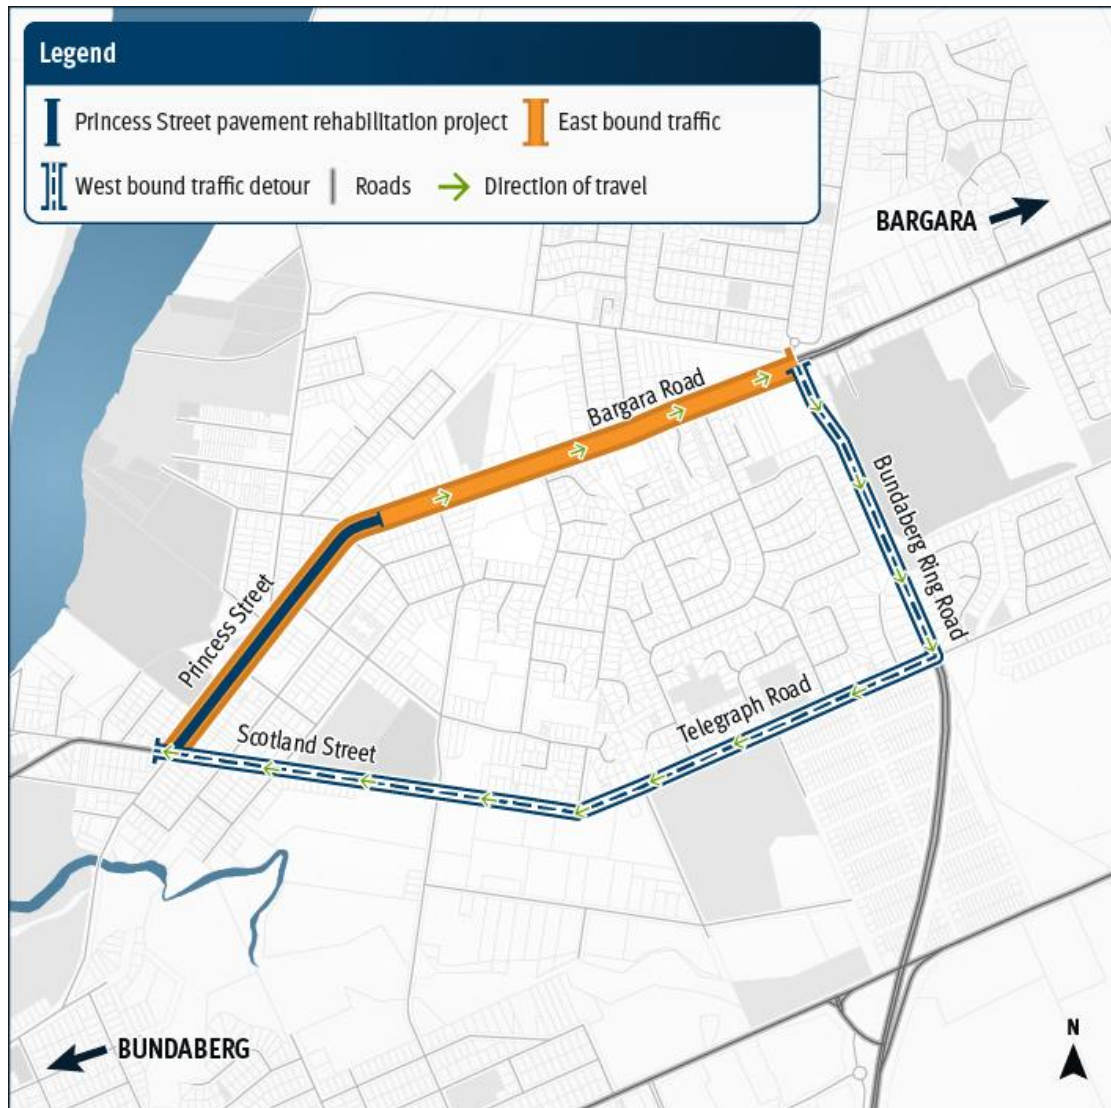 Legend
Princess Street pavement rehabilitation project
East bound traffic
West bound traffic detour
Roads
Direction of travel
BARGARA
Bargara Road
Bundaberg Ring Road
Princess Street
Telegraph Road
Scotland Street
BUNDABERG
N